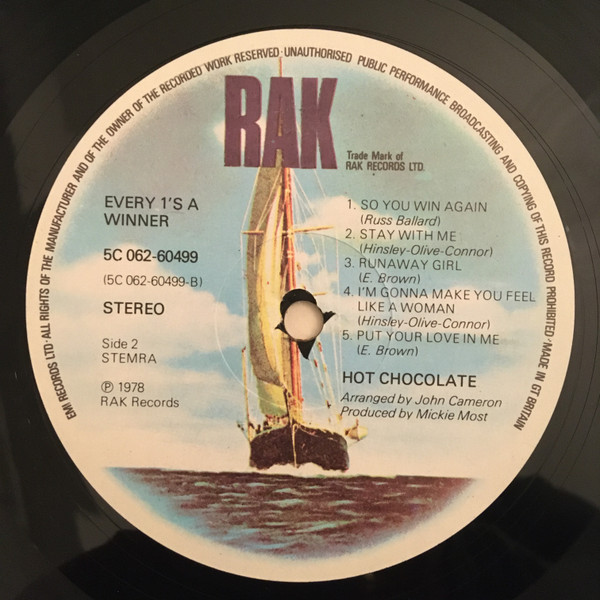 EMI RECORDS LTD·ALL RIGHTS OF THE MANUFACTURER AND OF THE OWNER OF THE RECORDED WORK RESERVED·UNAUTHORISED PUBLIC PERFORMANCE BROADCASTING AND COPYING OF THIS RECORD PROHIBITED·MADE IN GT BRITAIN
RAK
Trade Mark of
RAK RECORDS LTD.
EVERY 1'S A
WINNER
5C 062-60499
(5C 062-60499-B)
STEREO
Side 2
STEMRA
℗ 1978
RAK Records
1. SO YOU WIN AGAIN
(Russ Ballard)
2. STAY WITH ME
(Hinsley-Olive-Connor)
3. RUNAWAY GIRL
(E. Brown)
4. I'M GONNA MAKE YOU FEEL
LIKE A WOMAN
(Hinsley-Olive-Connor)
5. PUT YOUR LOVE IN ME
(E. Brown)
HOT CHOCOLATE
Arranged by John Cameron
Produced by Mickie Most